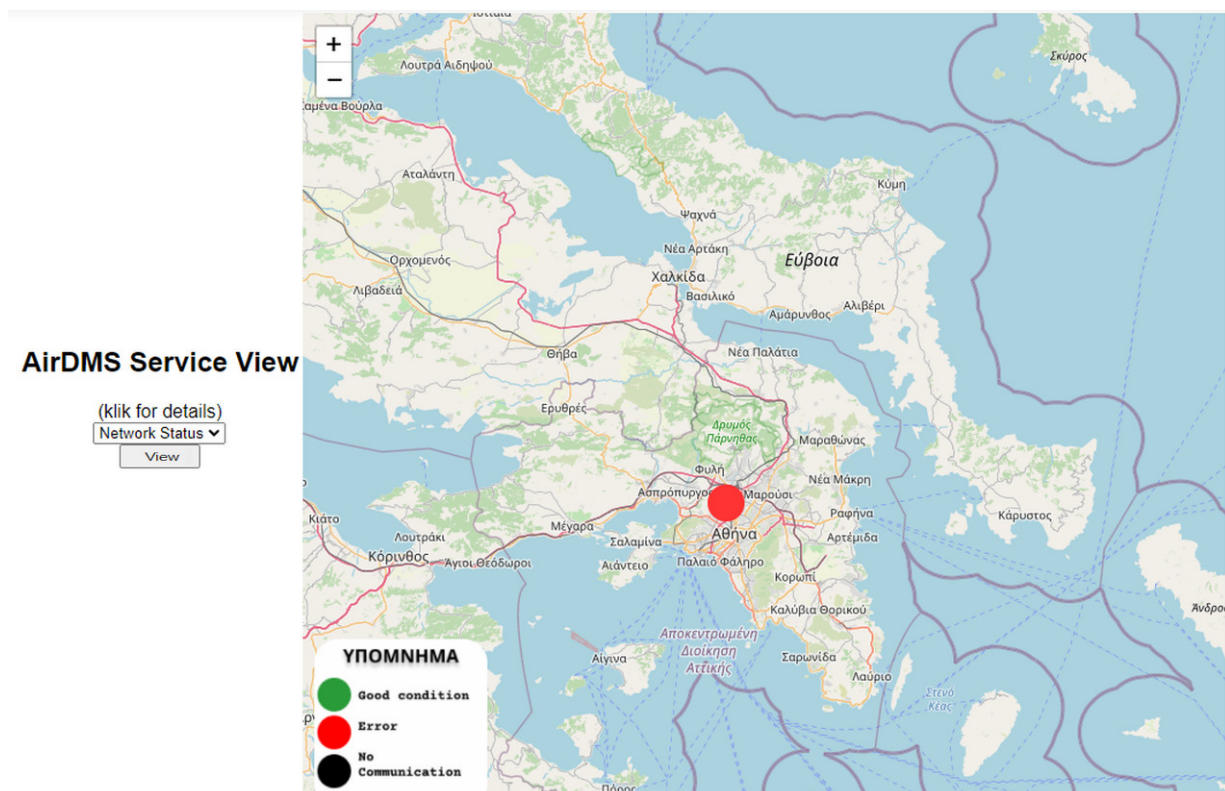 AirDMS Service View
(klik for details)
Network Status
View
+
−
Λουτρά Αιδηψού
Σκύρος
Αταλάντη
Κύμη
Ψαχνά
Νέα Αρτάκη
Εύβοια
Ορχομενός
Χαλκίδα
Λιβαδειά
Βασιλικό
Αλιβέρι
Αμάρυνθος
Θήβα
Νέα Παλάτια
Ερυθρές
Δρυμός
Πάρνηθας
Μαραθώνας
Φυλή
Νέα Μάκρη
Ασπρόπυργος
Μαρούσι
Κιάτο
Μέγαρα
Ραφήνα
Κάρυστος
Λουτράκι
Σαλαμίνα
Αθήνα
Αρτέμιδα
Κόρινθος
Άγιοι Θεόδωροι
Αιάντειο
Παλαιό Φάληρο
Κορωπί
Καλύβια Θορικού
Άνδρο
Αποκεντρωμένη
Διοίκηση
Αττικής
Αίγινα
Σαρωνίδα
Λαύριο
Στενό
Κέας
Πόρος
ΥΠΟΜΝΗΜΑ
Good condition
Error
No
Communication